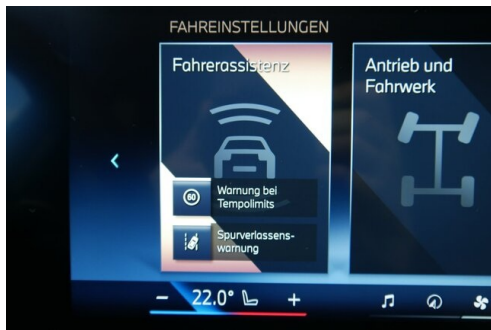 FAHREINSTELLUNGEN
Fahrerassistenz
60
Warnung bei
Tempolimits
Spurverlassens-
warnung
Antrieb und
Fahrwerk
− 22.0° +